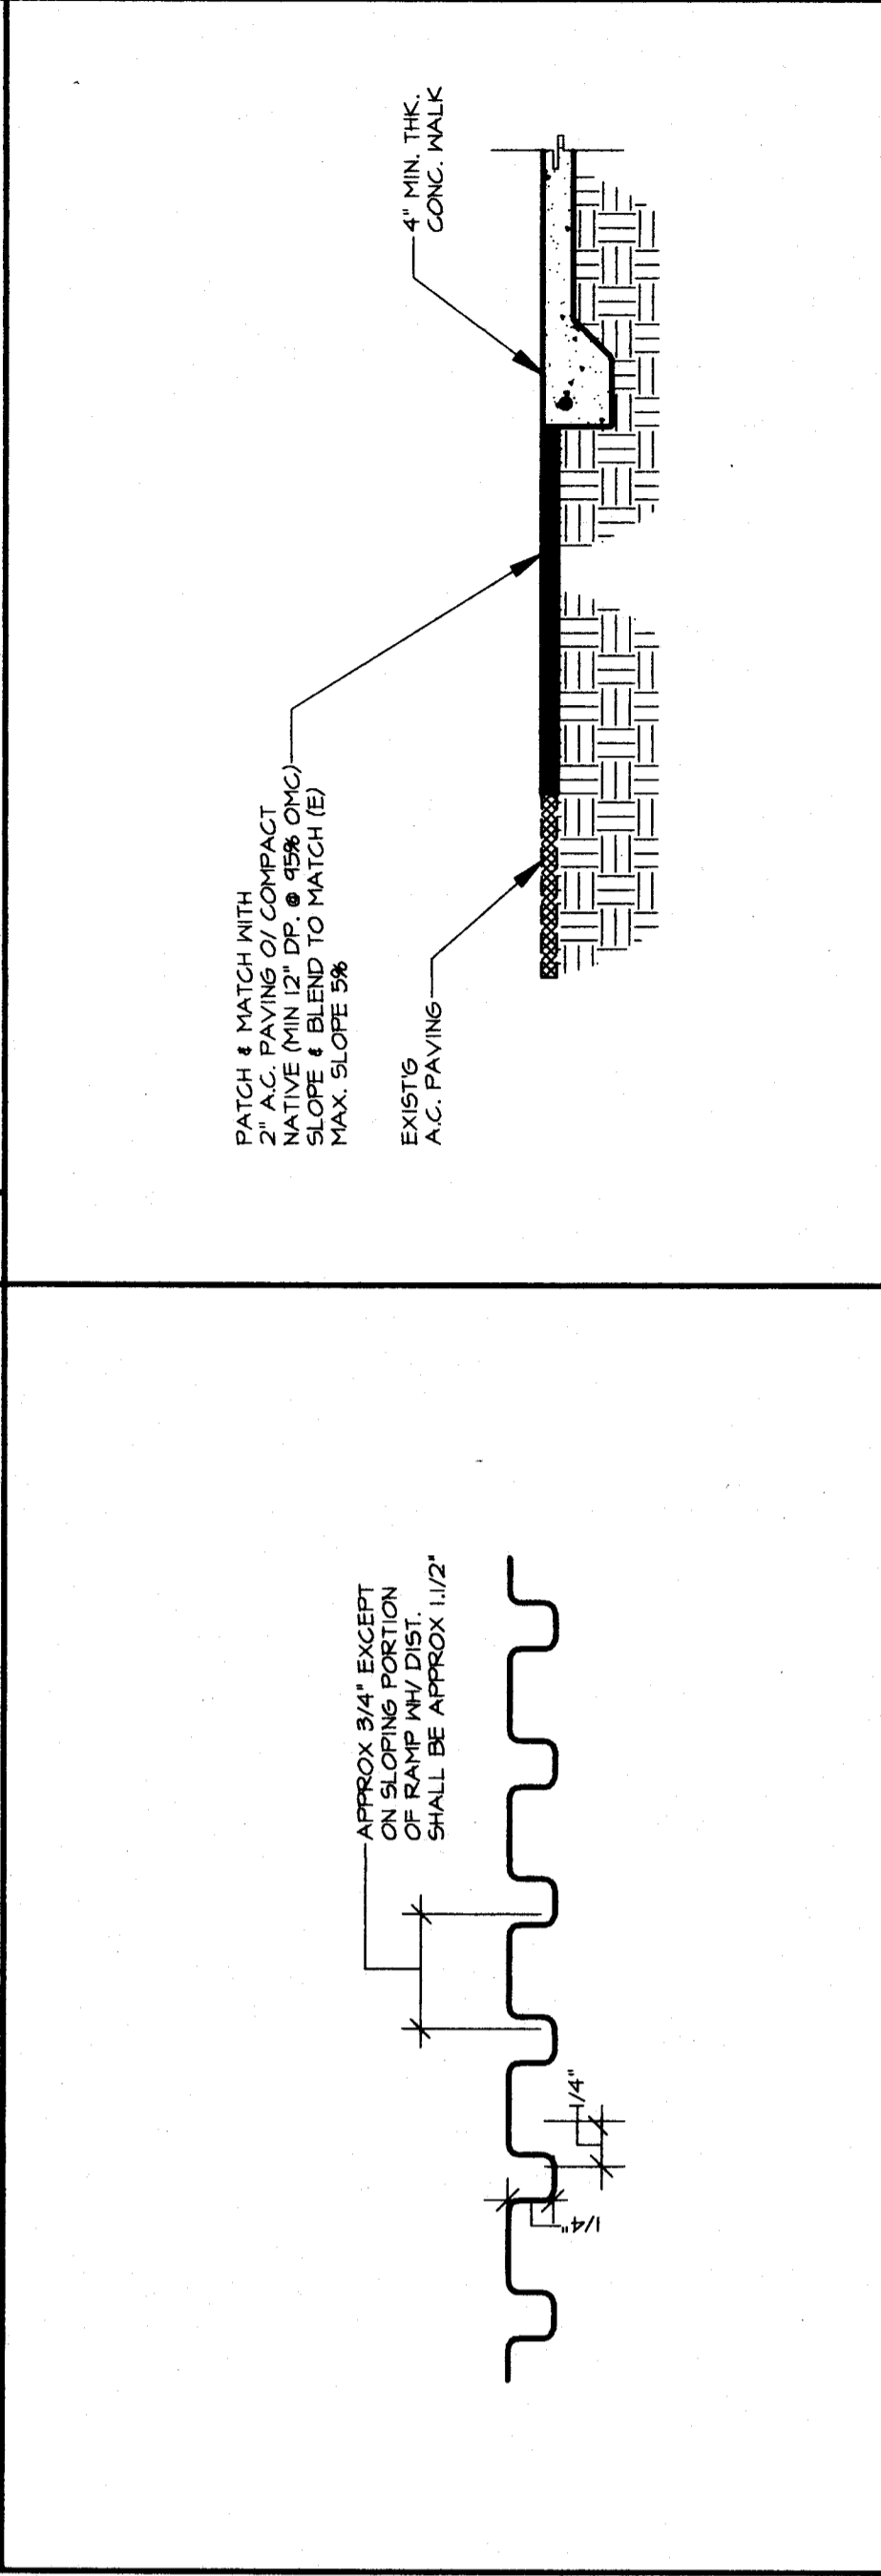 PATCH & MATCH WITH
2" A.C. PAVING O/ COMPACT
NATIVE (MIN 12" DP. @ 95% OMC)
SLOPE & BLEND TO MATCH (E)
MAX. SLOPE 5%
EXIST'G
A.C. PAVING
4" MIN. THK.
CONC. WALK
APPROX 3/4" EXCEPT
ON SLOPING PORTION
OF RAMP WH/ DIST.
SHALL BE APPROX 1.1/2"
1/4"
1/4"